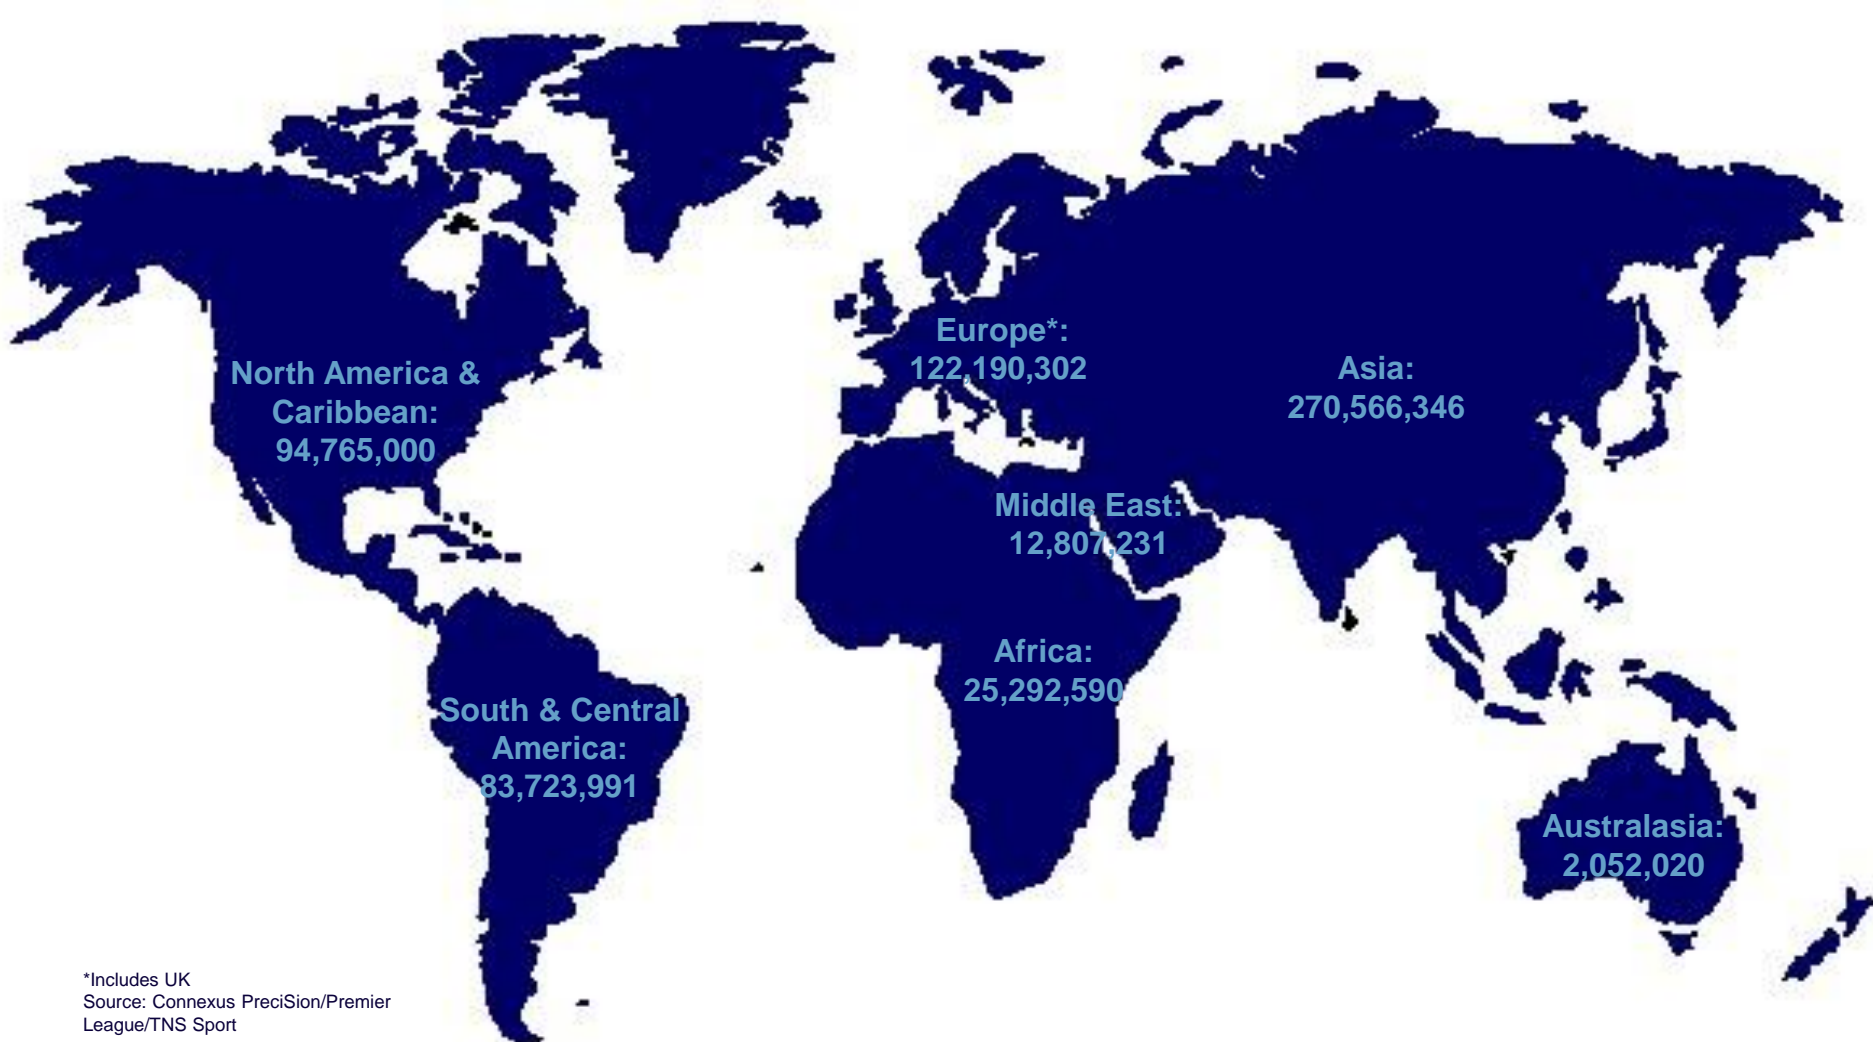 Europe*:
122,190,302
North America &
Caribbean:
94,765,000
Asia:
270,566,346
Middle East:
12,807,231
Africa:
25,292,590
South & Central
America:
83,723,991
Australasia:
2,052,020
*Includes UK
Source: Connexus PreciSion/Premier
League/TNS Sport